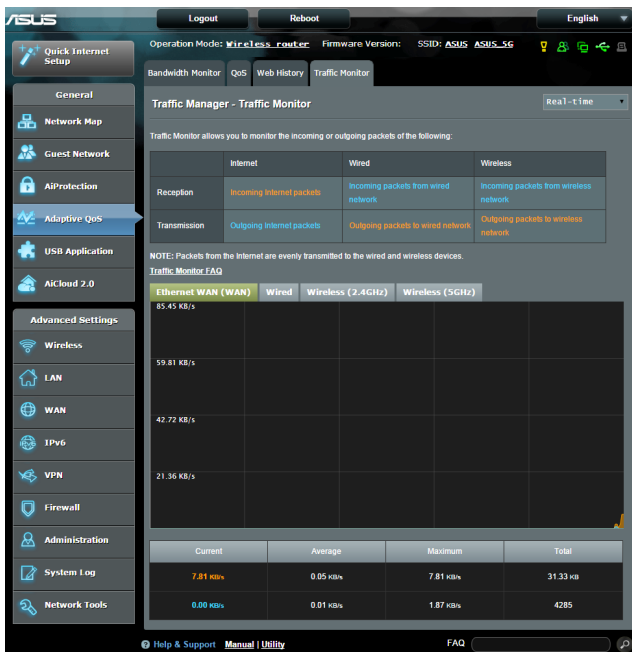 ASUS
Logout
Reboot
English
Quick Internet
Setup
Operation Mode: Wireless router Firmware Version: SSID: ASUS ASUS_5G
Bandwidth Monitor
QoS
Web History
Traffic Monitor
General
Network Map
Guest Network
AiProtection
Adaptive QoS
USB Application
AiCloud 2.0
Advanced Settings
Wireless
LAN
WAN
IPv6
VPN
Firewall
Administration
System Log
Network Tools
Traffic Manager - Traffic Monitor
Real-time
Traffic Monitor allows you to monitor the incoming or outgoing packets of the following:
Internet Wired Wireless
Reception
Incoming Internet packets
Incoming packets from wired
network
Incoming packets from wireless
network
Transmission
Outgoing Internet packets
Outgoing packets to wired network
Outgoing packets to wireless
network
NOTE: Packets from the Internet are evenly transmitted to the wired and wireless devices.
Traffic Monitor FAQ
Ethernet WAN (WAN)
Wired
Wireless (2.4GHz)
Wireless (5GHz)
85.45 KB/s
59.81 KB/s
42.72 KB/s
21.36 KB/s
Current Average Maximum Total
7.81 KB/s 0.05 KB/s 7.81 KB/s 31.33 KB
0.00 KB/s 0.01 KB/s 1.87 KB/s 4285
Help & Support Manual | Utility FAQ